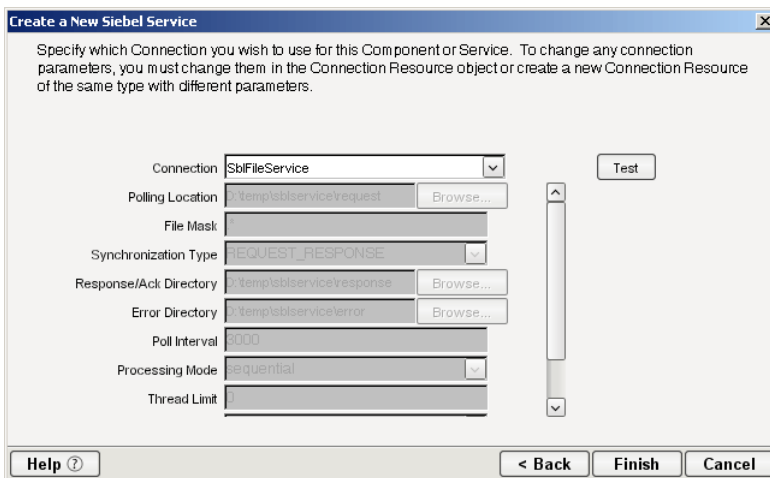 Create a New Siebel Service
Specify which Connection you wish to use for this Component or Service. To change any connection
parameters, you must change them in the Connection Resource object or create a new Connection Resource
of the same type with different parameters.
Connection SblFileService Test
Polling Location D:\temp\sblservice\request Browse...
File Mask *
Synchronization Type REQUEST_RESPONSE
Response/Ack Directory D:\temp\sblservice\response Browse...
Error Directory D:\temp\sblservice\error Browse...
Poll Interval 3000
Processing Mode sequential
Thread Limit 0
Help ? < Back Finish Cancel